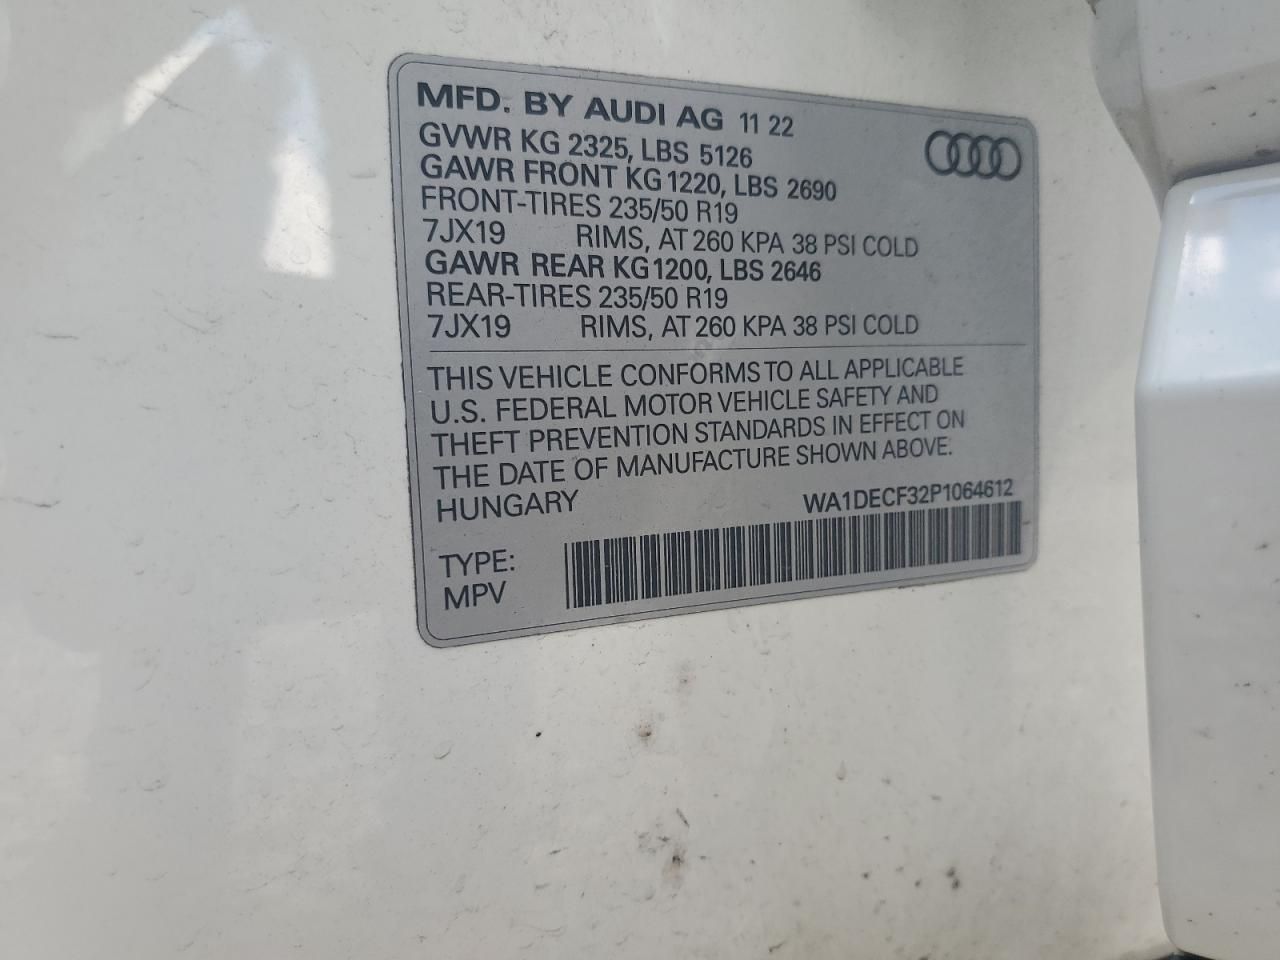 MFD. BY AUDI AG 11 22
GVWR KG 2325, LBS 5126
GAWR FRONT KG 1220, LBS 2690
FRONT-TIRES 235/50 R19
7JX19 RIMS, AT 260 KPA 38 PSI COLD
GAWR REAR KG 1200, LBS 2646
REAR-TIRES 235/50 R19
7JX19 RIMS, AT 260 KPA 38 PSI COLD
THIS VEHICLE CONFORMS TO ALL APPLICABLE
U.S. FEDERAL MOTOR VEHICLE SAFETY AND
THEFT PREVENTION STANDARDS IN EFFECT ON
THE DATE OF MANUFACTURE SHOWN ABOVE.
HUNGARY WA1DECF32P1064612
TYPE:
MPV